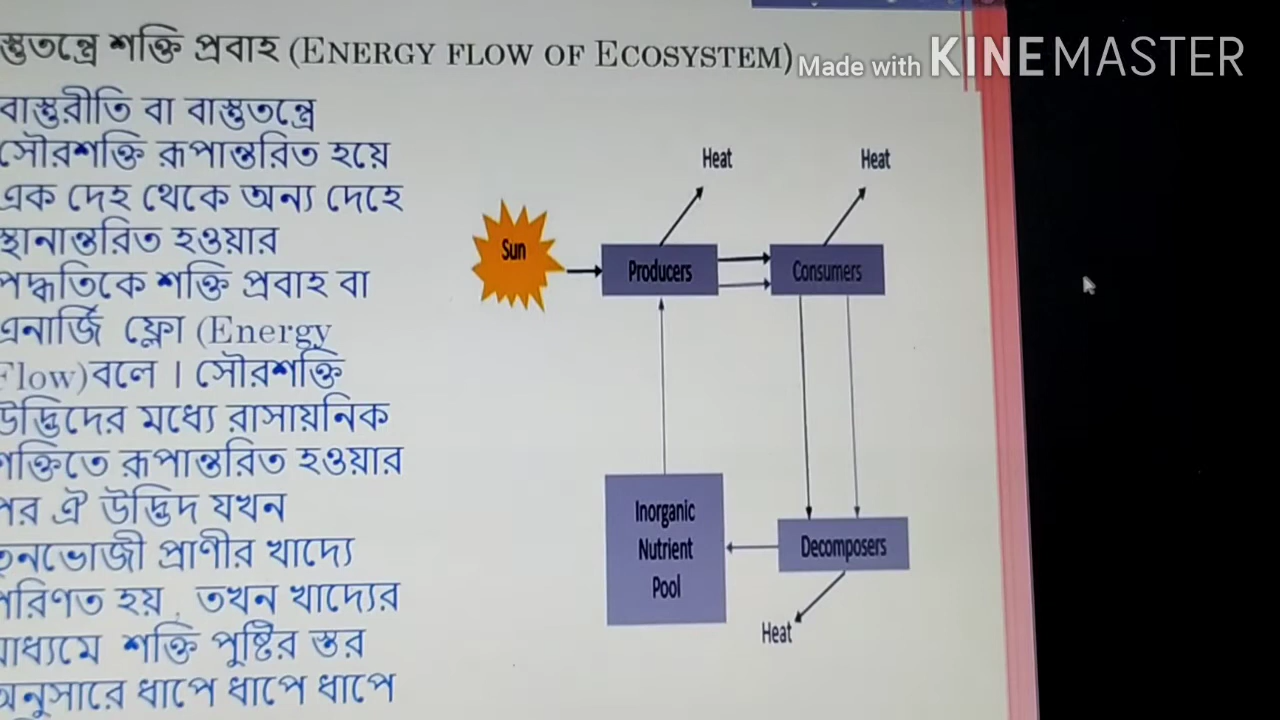 স্তুতন্ত্রে শক্তি প্রবাহ (ENERGY FLOW OF ECOSYSTEM)
Made with KINEMASTER
বাস্তুরীতি বা বাস্তুতন্ত্রে
সৌরশক্তি রূপান্তরিত হয়ে
এক দেহ থেকে অন্য দেহে
স্থানান্তরিত হওয়ার
পদ্ধতিকে শক্তি প্রবাহ বা
এনার্জি ফ্লো (Energy
Flow)বলে । সৌরশক্তি
উদ্ভিদের মধ্যে রাসায়নিক
শক্তিতে রূপান্তরিত হওয়ার
পর ঐ উদ্ভিদ যখন
তৃনভোজী প্রাণীর খাদ্যে
পরিণত হয় , তখন খাদ্যের
মাধ্যমে শক্তি পুষ্টির স্তর
অনুসারে ধাপে ধাপে ধাপে
Heat
Heat
Sun
Producers
Consumers
Inorganic
Nutrient
Pool
Decomposers
Heat